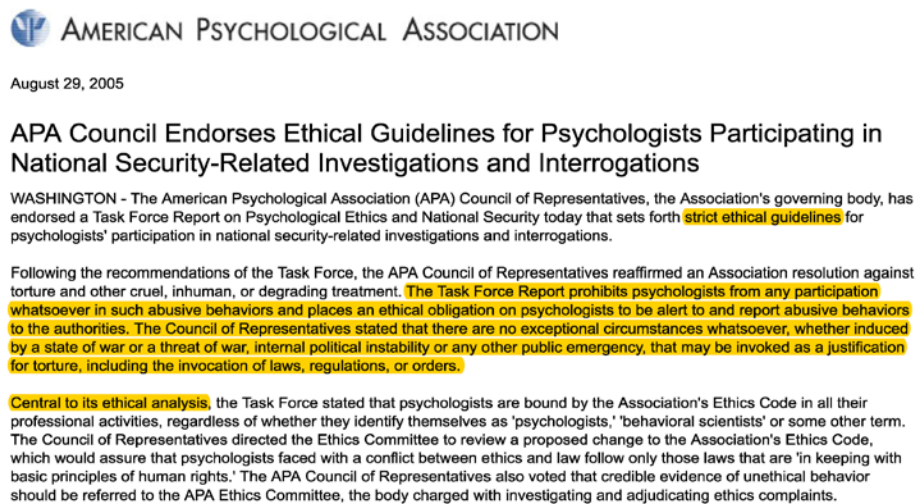 AMERICAN PSYCHOLOGICAL ASSOCIATION
August 29, 2005
APA Council Endorses Ethical Guidelines for Psychologists Participating in
National Security-Related Investigations and Interrogations
WASHINGTON - The American Psychological Association (APA) Council of Representatives, the Association's governing body, has
endorsed a Task Force Report on Psychological Ethics and National Security today that sets forth strict ethical guidelines for
psychologists' participation in national security-related investigations and interrogations.
Following the recommendations of the Task Force, the APA Council of Representatives reaffirmed an Association resolution against
torture and other cruel, inhuman, or degrading treatment. The Task Force Report prohibits psychologists from any participation
whatsoever in such abusive behaviors and places an ethical obligation on psychologists to be alert to and report abusive behaviors
to the authorities. The Council of Representatives stated that there are no exceptional circumstances whatsoever, whether induced
by a state of war or a threat of war, internal political instability or any other public emergency, that may be invoked as a justification
for torture, including the invocation of laws, regulations, or orders.
Central to its ethical analysis, the Task Force stated that psychologists are bound by the Association's Ethics Code in all their
professional activities, regardless of whether they identify themselves as 'psychologists,' 'behavioral scientists' or some other term.
The Council of Representatives directed the Ethics Committee to review a proposed change to the Association's Ethics Code,
which would assure that psychologists faced with a conflict between ethics and law follow only those laws that are 'in keeping with
basic principles of human rights.' The APA Council of Representatives also voted that credible evidence of unethical behavior
should be referred to the APA Ethics Committee, the body charged with investigating and adjudicating ethics complaints.